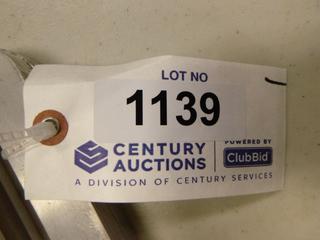 LOT NO
1139
CENTURY
AUCTIONS
POWERED BY
ClubBid
A DIVISION OF CENTURY SERVICES